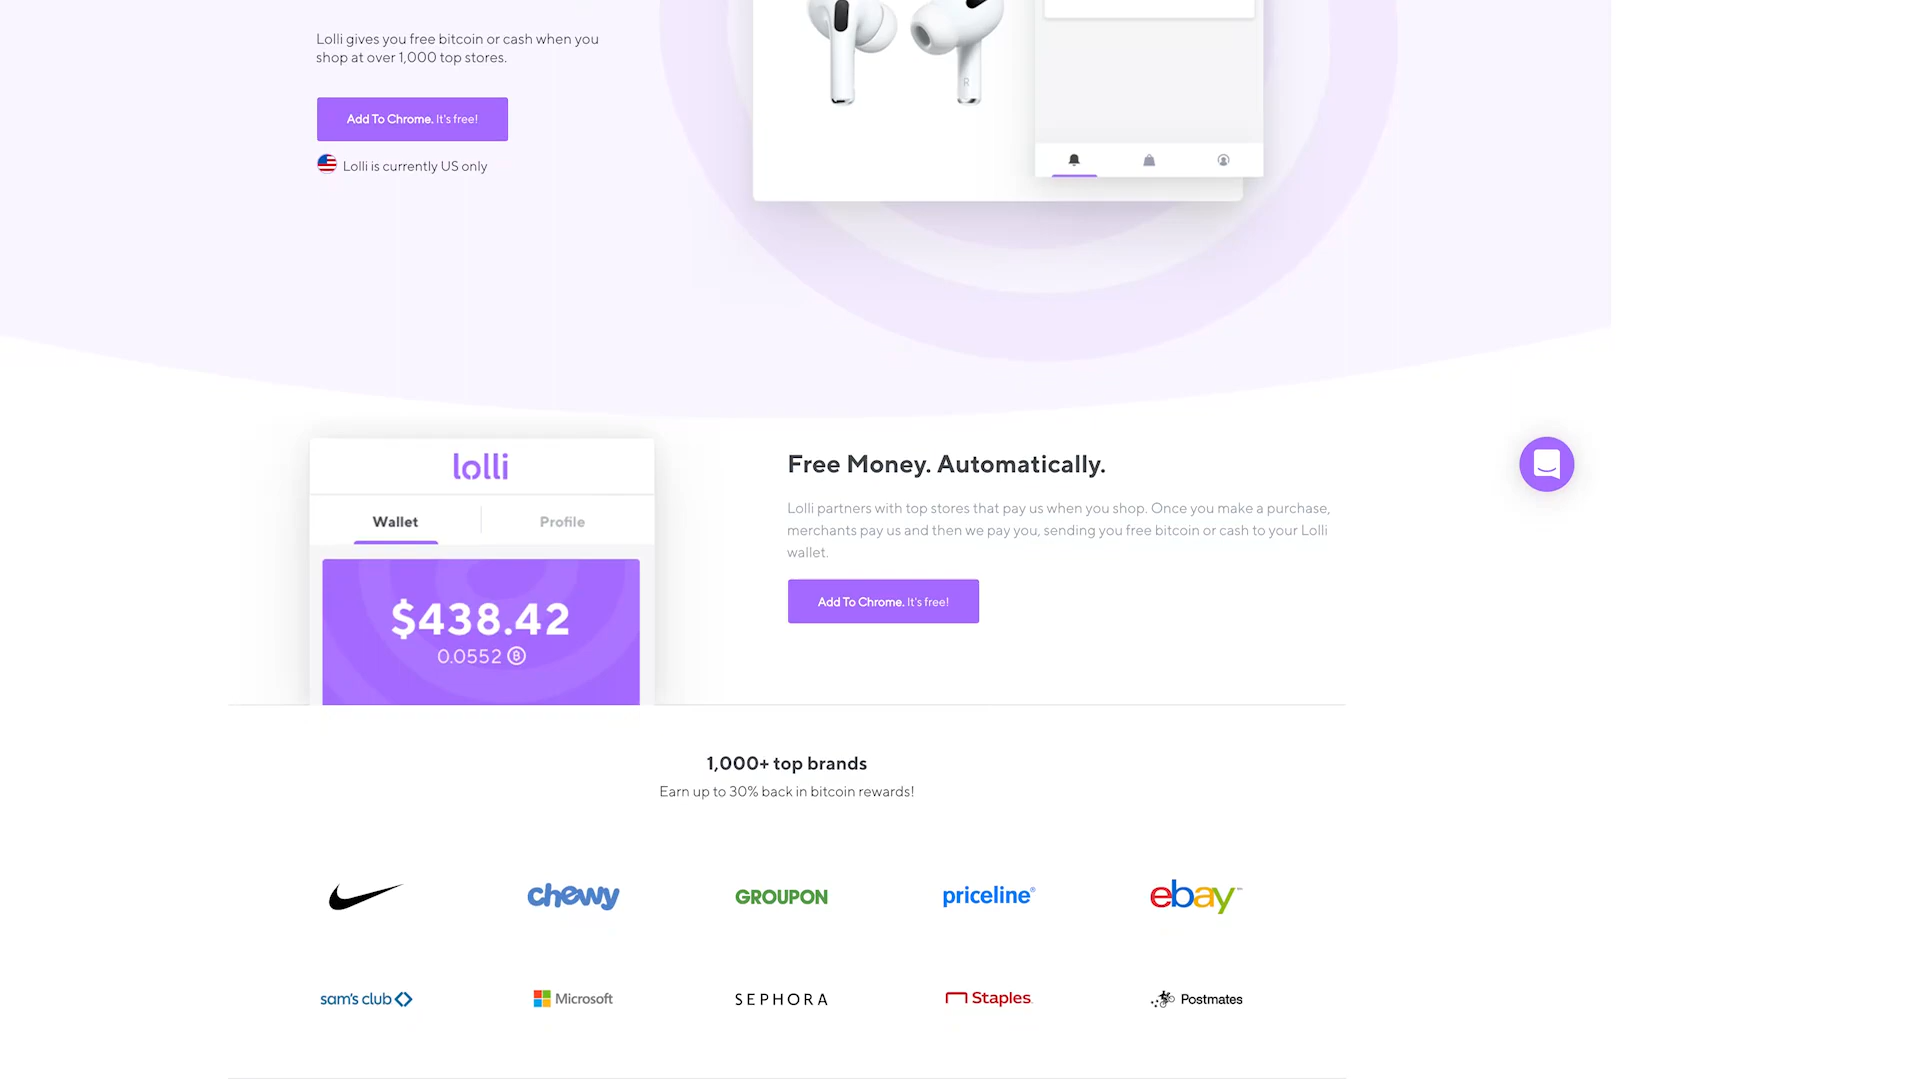 Lolli gives you free bitcoin or cash when you
shop at over 1,000 top stores.
Add To Chrome. It's free!
Lolli is currently US only
R
lolli
Wallet
Profile
$438.42
0.0552
Free Money. Automatically.
Lolli partners with top stores that pay us when you shop. Once you make a purchase,
merchants pay us and then we pay you, sending you free bitcoin or cash to your Lolli
wallet.
Add To Chrome. It's free!
1,000+ top brands
Earn up to 30% back in bitcoin rewards!
chewy
GROUPON
priceline
ebay
sam's club
Microsoft
SEPHORA
Staples
Postmates